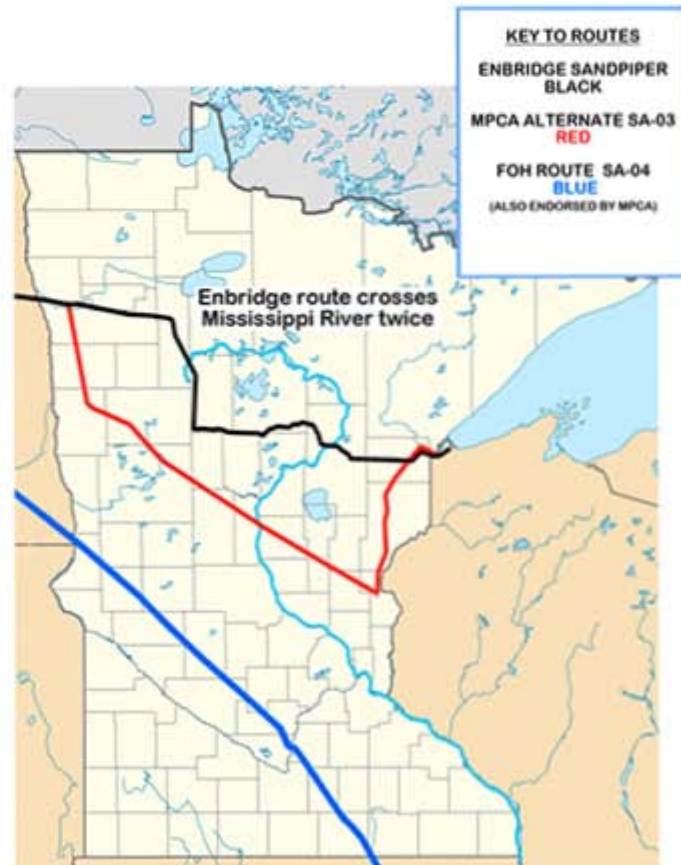 KEY TO ROUTES
ENBRIDGE SANDPIPER
BLACK
MPCA ALTERNATE SA-03
RED
FOH ROUTE SA-04
BLUE
(ALSO ENDORSED BY MPCA)
Enbridge route crosses
Mississippi River twice